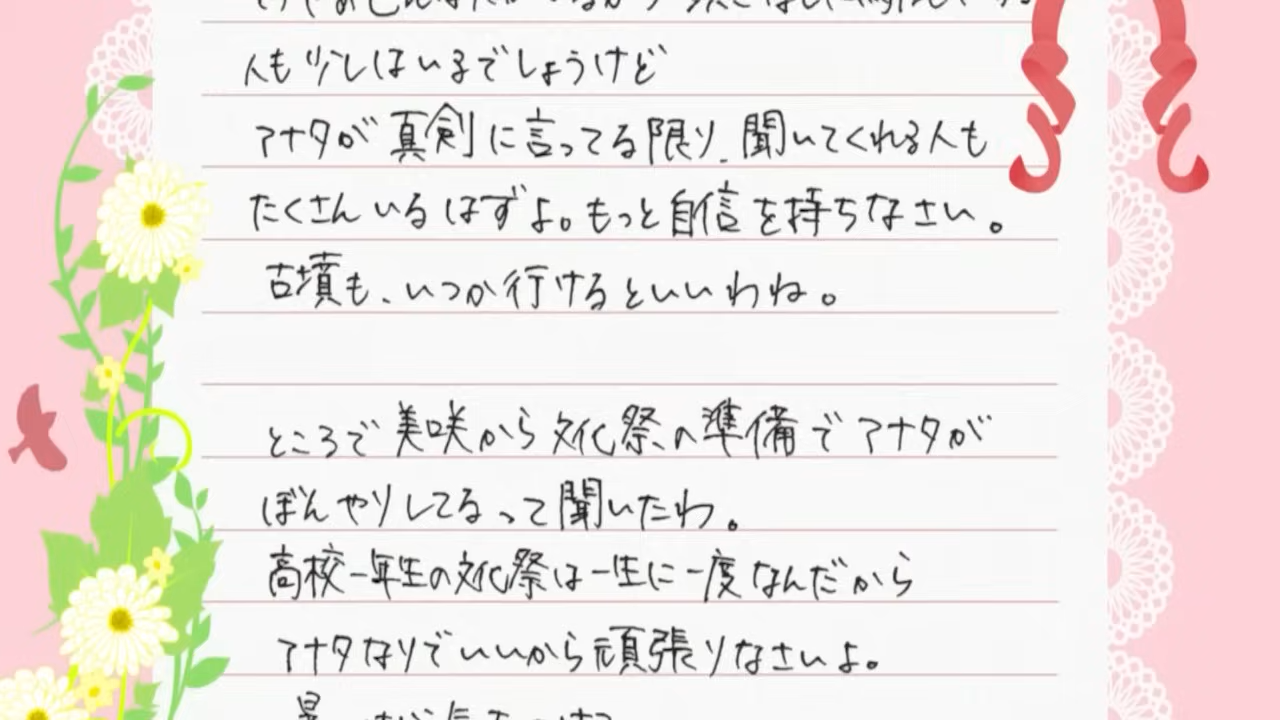 人も少しはいるでしょうけど
アナタが真剣に言ってる限り、聞いてくれる人も
たくさんいるはずよ。もっと自信を持ちなさい。
古墳も、いつか行けるといいわね。
ところで美咲から文化祭の準備でアナタが
ぼんやりしてるって聞いたわ。
高校一年生の文化祭は一生に一度なんだから
アナタなりでいいから頑張りなさいよ。